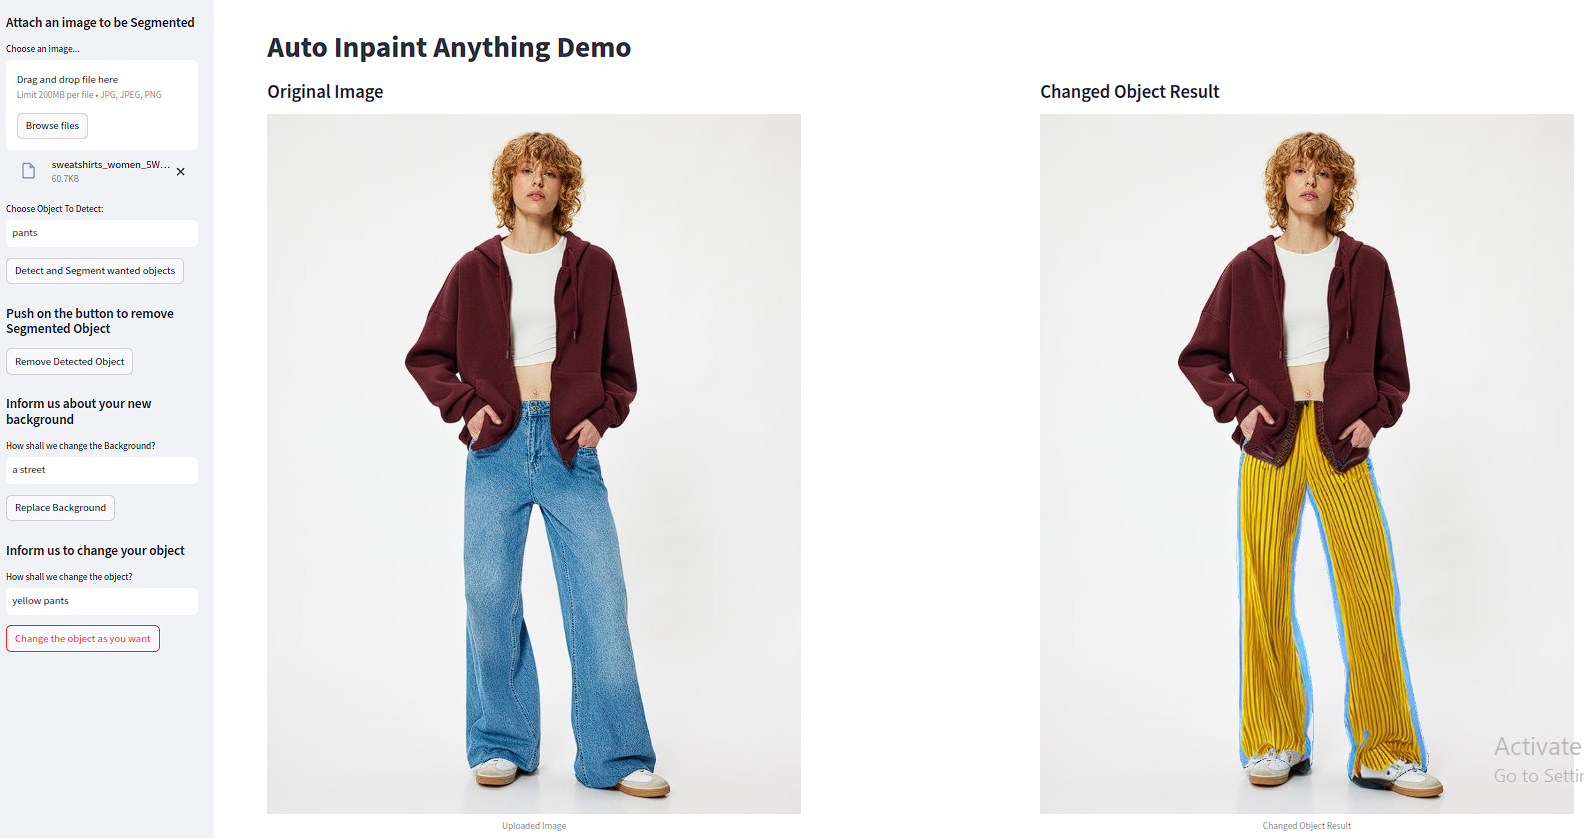 Attach an image to be Segmented
Choose an image...
Drag and drop file here
Limit 200MB per file • JPG, JPEG, PNG
Browse files
sweatshirts_women_5W...
60.7KB
Choose Object To Detect:
pants
Detect and Segment wanted objects
Push on the button to remove
Segmented Object
Remove Detected Object
Inform us about your new
background
How shall we change the Background?
a street
Replace Background
Inform us to change your object
How shall we change the object?
yellow pants
Change the object as you want
Auto Inpaint Anything Demo
Original Image
Uploaded Image
Changed Object Result
Changed Object Result
Activate
Go to Settin